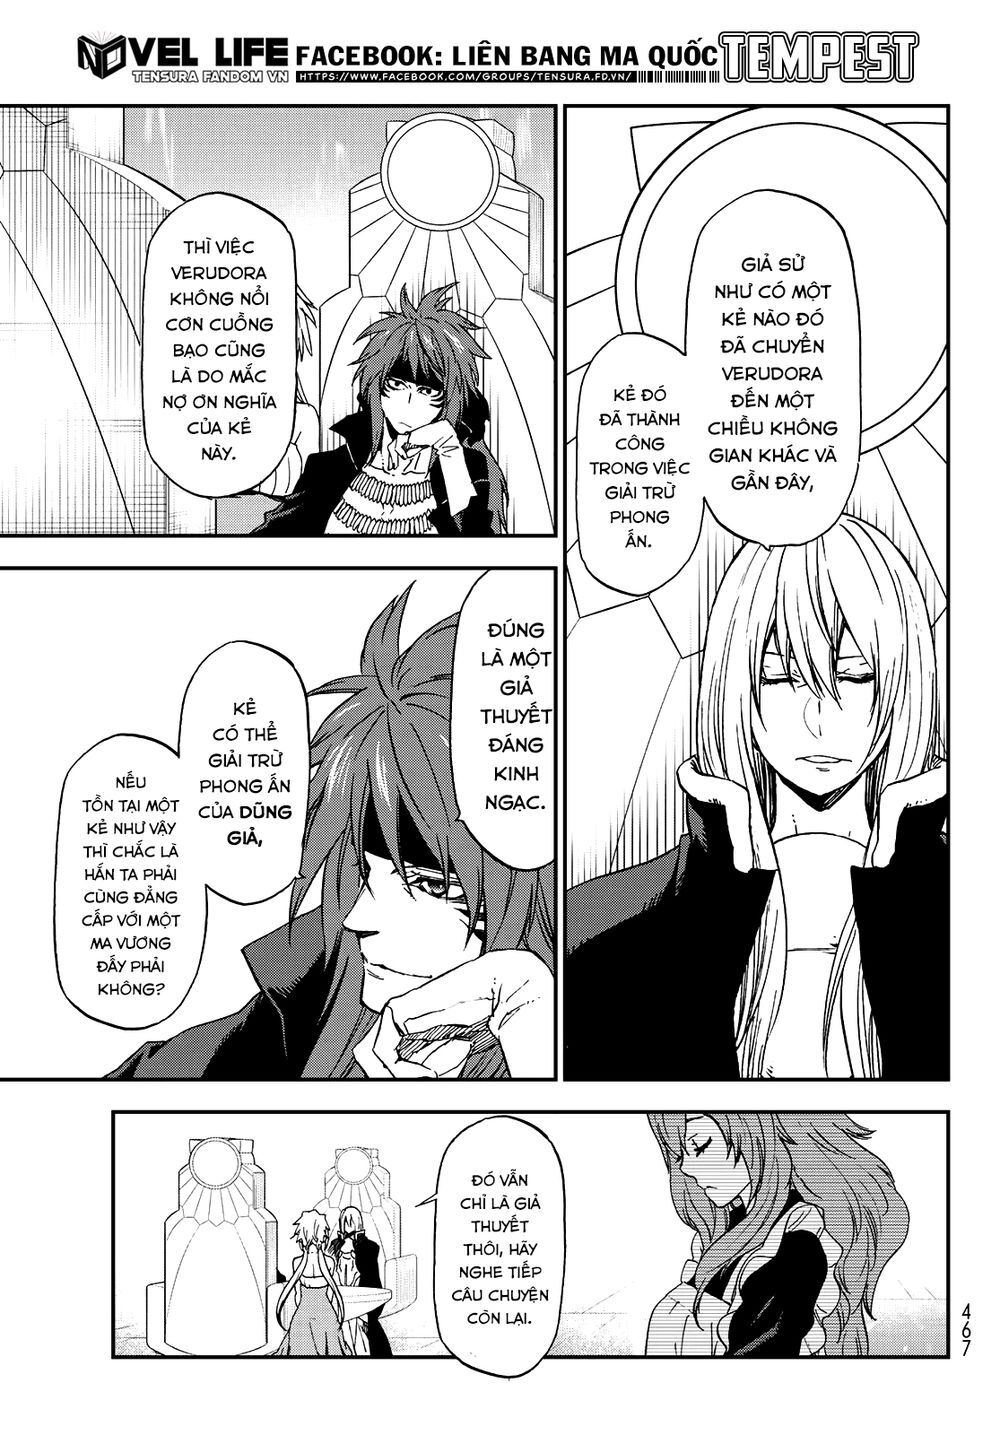 NOVEL LIFE
TENSURA FANDOM VN
FACEBOOK: LIÊN BANG MA QUỐC
HTTPS://WWW.FACEBOOK.COM/GROUPS/TENSURA.FD.VN/
TEMPEST
GIẢ SỬ
NHƯ CÓ MỘT
KẺ NÀO ĐÓ
ĐÃ CHUYỂN
VERUDORA
ĐẾN MỘT
CHIỀU KHÔNG
GIAN KHÁC VÀ
GẦN ĐÂY,
KẺ ĐÓ
ĐÃ THÀNH
CÔNG
TRONG VIỆC
GIẢI TRỪ
PHONG
ẤN.
THÌ VIỆC
VERUDORA
KHÔNG NỔI
CƠN CUỒNG
BẠO CŨNG
LÀ DO MẮC
NỢ ƠN NGHĨA
CỦA KẺ
NÀY.
ĐÚNG
LÀ MỘT
GIẢ
THUYẾT
ĐÁNG
KINH
NGẠC.
KẺ
CÓ THỂ
GIẢI TRỪ
PHONG ẤN
CỦA DŨNG
GIẢ,
NẾU
TỒN TẠI MỘT
KẺ NHƯ VẬY
THÌ CHẮC LÀ
HẮN TA PHẢI
CÙNG ĐẲNG
CẤP VỚI MỘT
MA VƯƠNG
ĐẤY PHẢI
KHÔNG?
ĐÓ VẪN
CHỈ LÀ GIẢ
THUYẾT
THÔI, HÃY
NGHE TIẾP
CÂU CHUYỆN
CÒN LẠI.
467